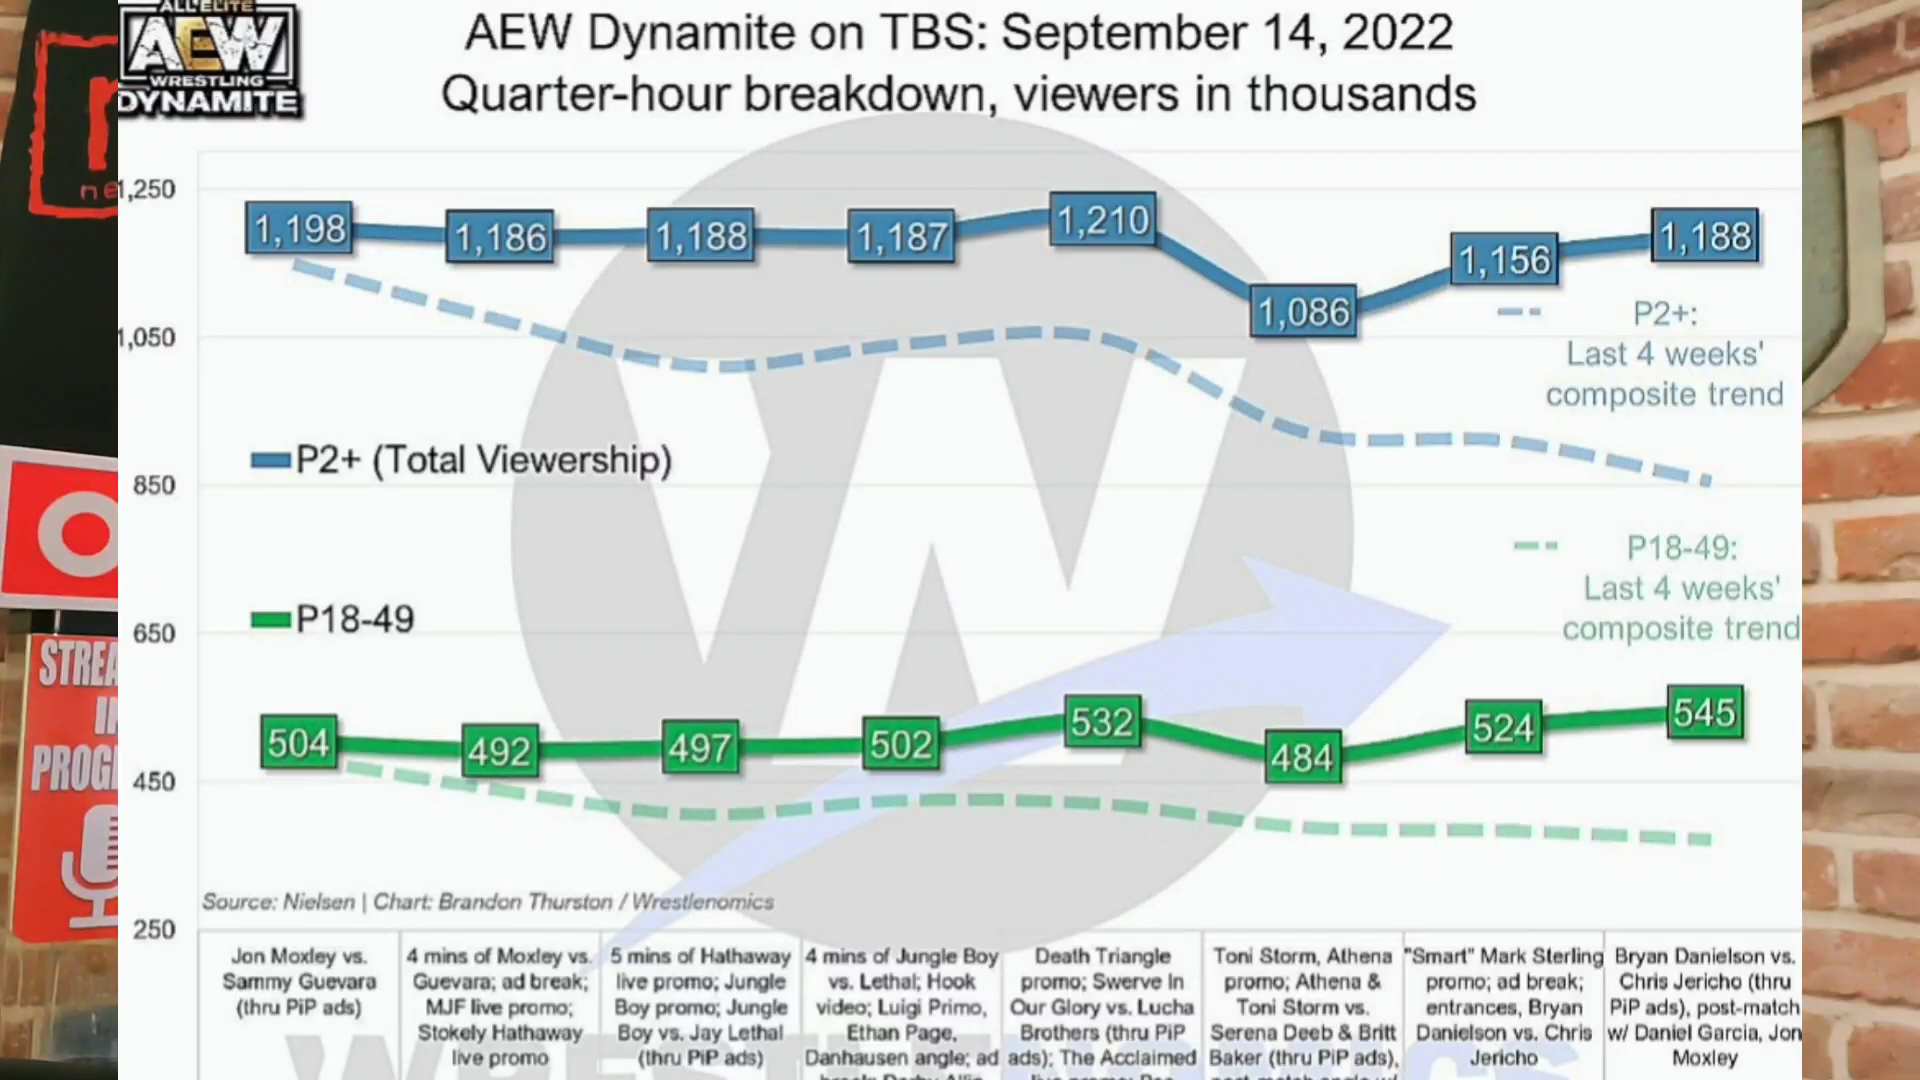 ALL ELITE
AEW
WRESTLING
DYNAMITE
AEW Dynamite on TBS: September 14, 2022
Quarter-hour breakdown, viewers in thousands
1,250
1,050
850
650
450
250
1,198
1,186
1,188
1,187
1,210
1,086
1,156
1,188
P2+:
Last 4 weeks'
composite trend
P2+ (Total Viewership)
P18-49:
Last 4 weeks'
composite trend
P18-49
504
492
497
502
532
484
524
545
Source: Nielsen | Chart: Brandon Thurston / Wrestlenomics
Jon Moxley vs.
Sammy Guevara
(thru PiP ads)
4 mins of Moxley vs.
Guevara; ad break;
MJF live promo;
Stokely Hathaway
live promo
5 mins of Hathaway
live promo; Jungle
Boy promo; Jungle
Boy vs. Jay Lethal
(thru PiP ads)
4 mins of Jungle Boy
vs. Lethal; Hook
video; Luigi Primo,
Ethan Page,
Danhausen angle; ad
Death Triangle
promo; Swerve In
Our Glory vs. Lucha
Brothers (thru PiP
ads); The Acclaimed
Toni Storm, Athena
promo; Athena &
Toni Storm vs.
Serena Deeb & Britt
Baker (thru PiP ads),
"Smart" Mark Sterling
promo; ad break;
entrances, Bryan
Danielson vs. Chris
Jericho
Bryan Danielson vs.
Chris Jericho (thru
PiP ads), post-match
w/ Daniel Garcia, Jon
Moxley
STREA
IN
PROG